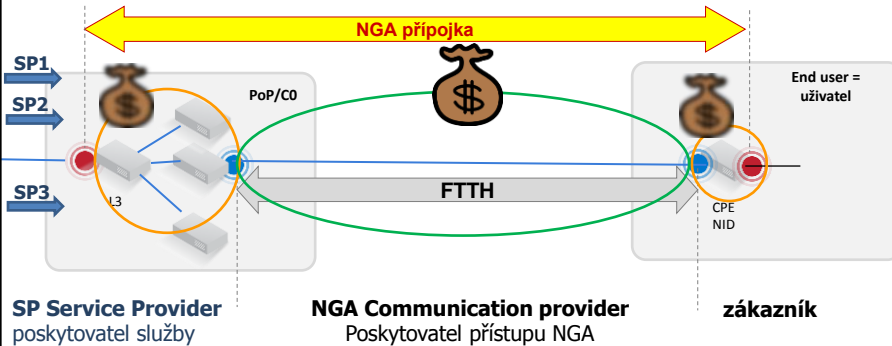 NGA přípojka
SP1
SP2
SP3
PoP/C0
End user =
uživatel
L3
FTTH
CPE
NID
SP Service Provider
poskytovatel služby
NGA Communication provider
Poskytovatel přístupu NGA
zákazník